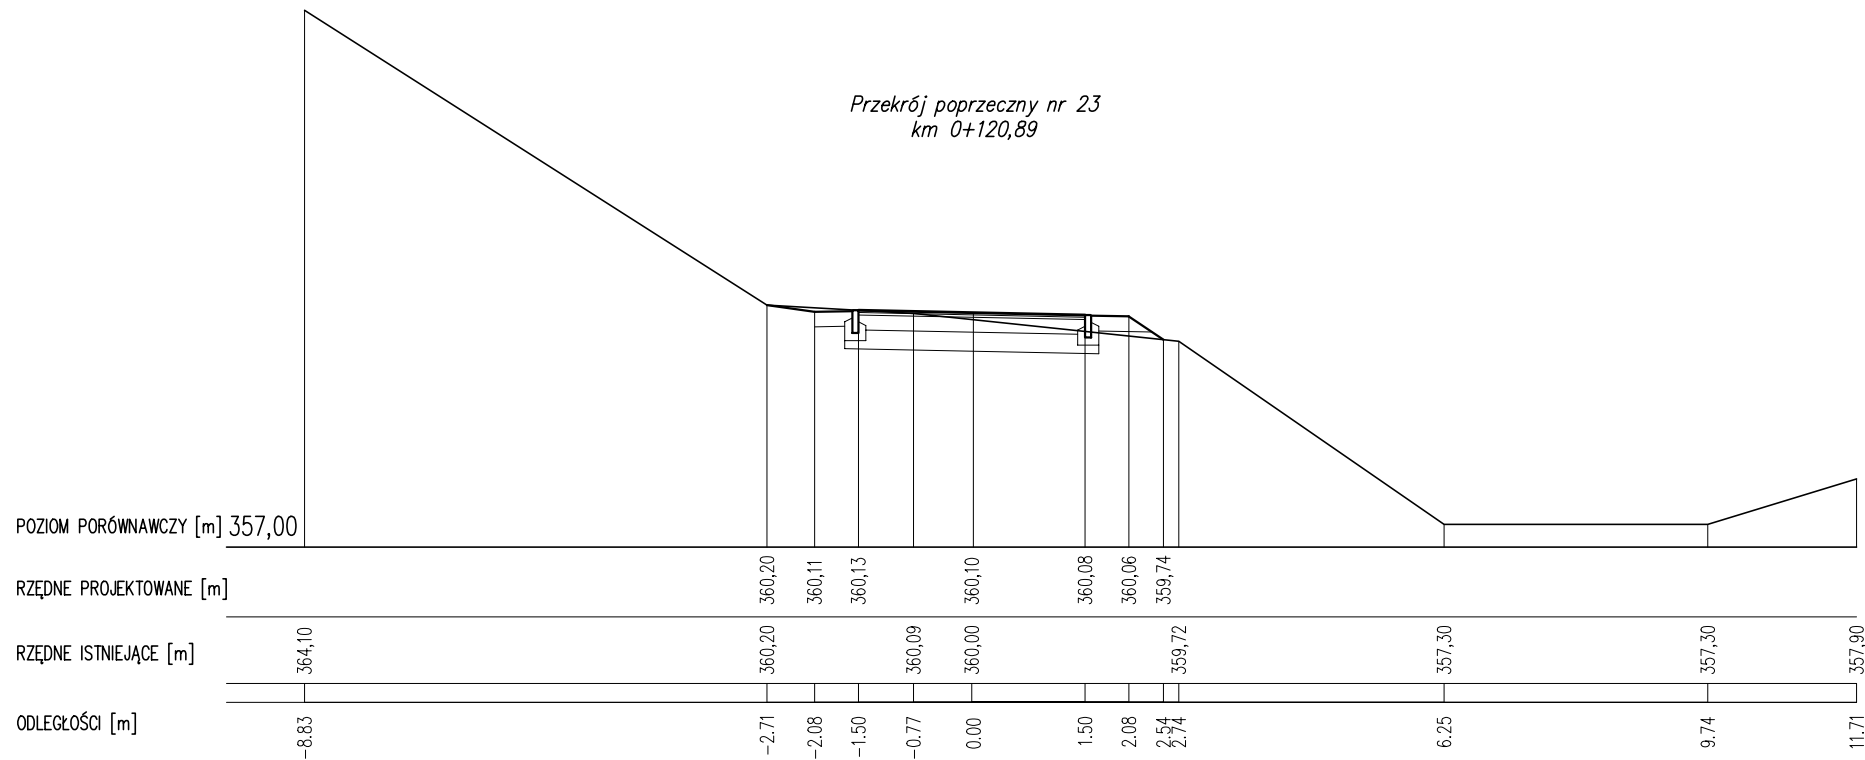 Przekrój poprzeczny nr 23
km 0+120,89
POZIOM PORÓWNAWCZY [m] 357,00
RZĘDNE PROJEKTOWANE [m] 360,20 360,11 360,13 360,10 360,08 360,06 359,74
RZĘDNE ISTNIEJĄCE [m] 364,10 360,20 360,09 360,00 359,72 357,30 357,30 357,90
ODLEGŁOŚCI [m] -8.83 -2.71 -2.08 -1.50 -0.77 0.00 1.50 2.08 2.54 2.74 6.25 9.74 11.71